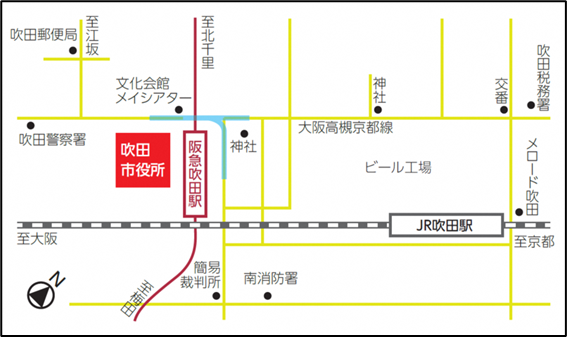 至江坂
吹田郵便局
至北千里
文化会館
メイシアター
神社
交番
吹田税務署
吹田警察署
大阪高槻京都線
吹田
市役所
阪急吹田駅
神社
ビール工場
メロード吹田
JR吹田駅
至大阪
至京都
N
簡易
裁判所
南消防署
至梅田